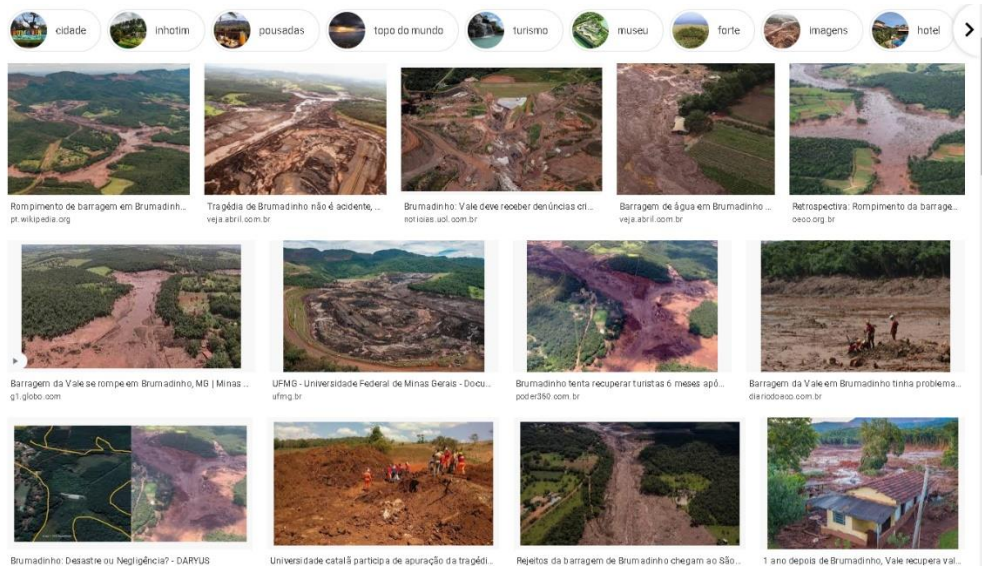 cidade
inhotim
pousadas
topo do mundo
turismo
museu
forte
imagens
hotel
Rompimento de barragem em Brumadinh...
pt.wikipedia.org
Tragédia de Brumadinho não é acidente, ...
veja.abril.com.br
Brumadinho: Vale deve receber denúncias cri...
noticias.uol.com.br
Barragem de água em Brumadinho ...
veja.abril.com.br
Retrospectiva: Rompimento da barrage...
oeco.org.br
Barragem da Vale se rompe em Brumadinho, MG | Minas ...
g1.globo.com
UFMG - Universidade Federal de Minas Gerais - Docu...
ufmg.br
Brumadinho tenta recuperar turistas 6 meses apó...
poder360.com.br
Barragem da Vale em Brumadinho tinha problema...
diariodoaco.com.br
Brumadinho: Desastre ou Negligência? - DARYUS
Universidade catalã participa de apuração da tragédi...
Rejeitos da barragem de Brumadinho chegam ao São...
1 ano depois de Brumadinho, Vale recupera val...